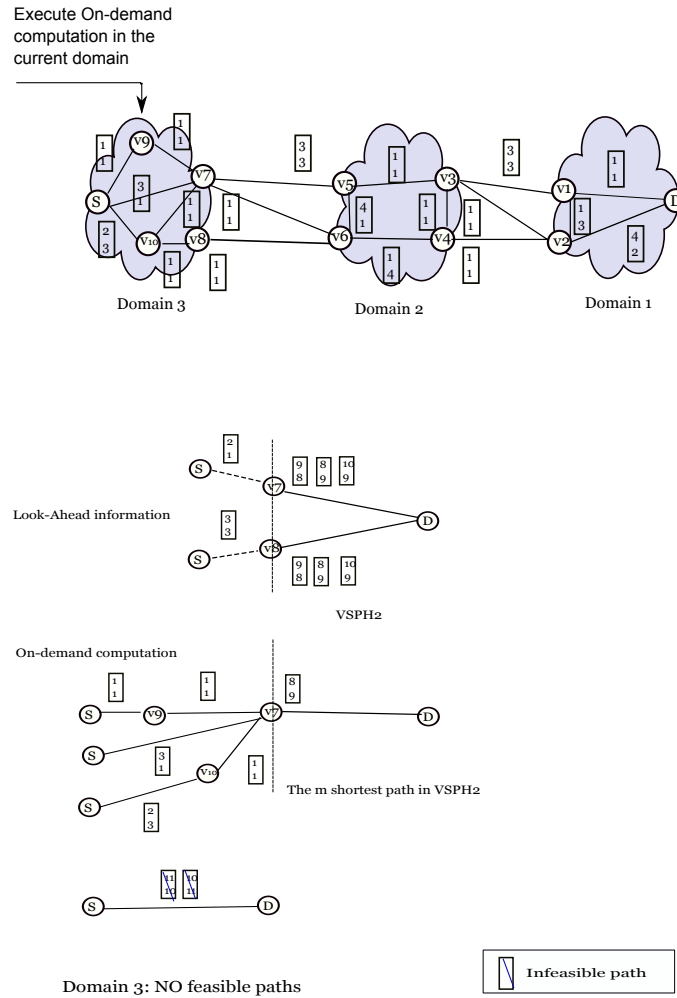 Execute On-demand
computation in the
current domain
1
1
1
1
v9
3
3
3
3
1
1
1
1
v7
v5
v3
v1
3
1
S
4
1
1
1
1
1
1
1
1
1
1
3
D
2
3
v10
v8
v6
v4
v2
4
2
1
1
1
1
1
4
1
1
Domain 3
Domain 2
Domain 1
2
1
S
9
8
8
9
10
9
v7
Look-Ahead information
3
3
D
S
v8
9
8
8
9
10
9
VSPH2
On-demand computation
1
1
1
1
8
9
S
v9
v7
D
S
3
1
v10
1
1
The m shortest path in VSPH2
S
2
3
11
10
10
11
S
D
Infeasible path
Domain 3: NO feasible paths